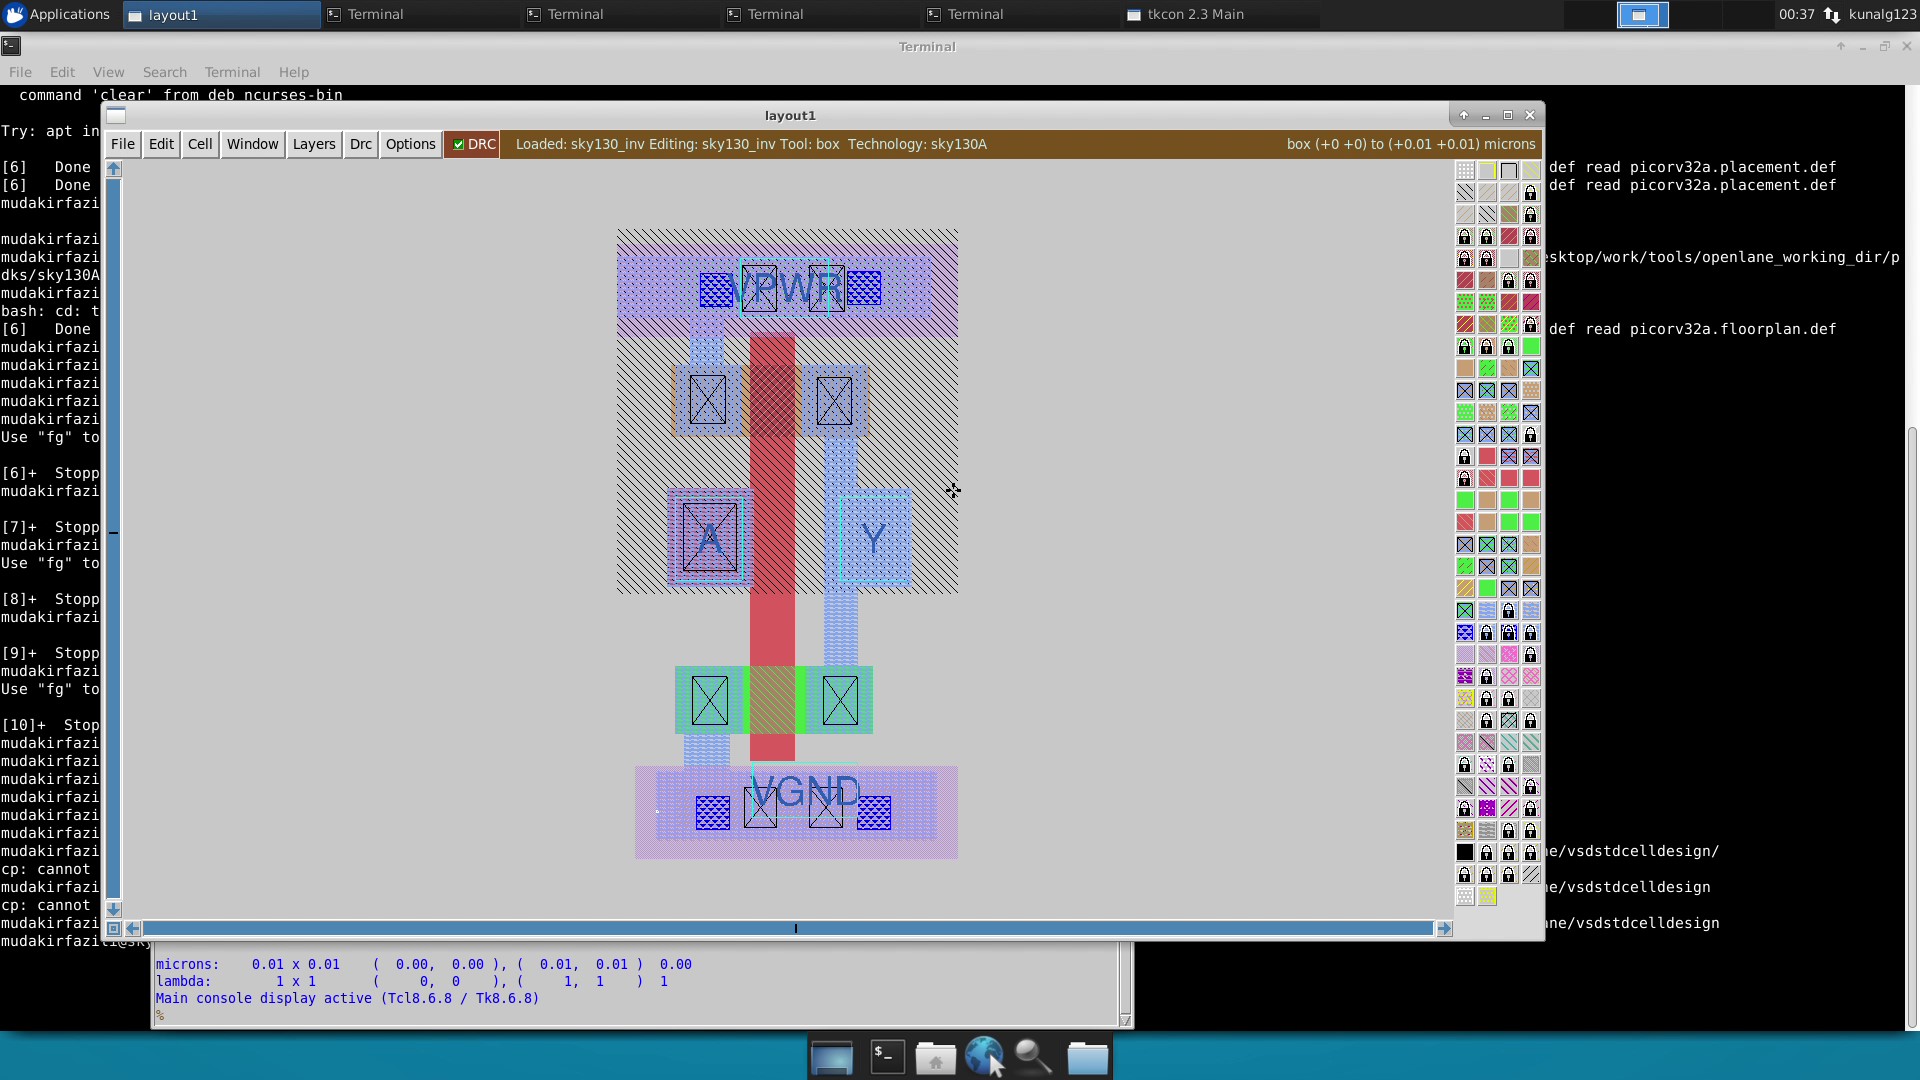 Applications layout1 Terminal Terminal Terminal Terminal tkcon 2.3 Main 00:37 kunalg123
Terminal
File Edit View Search Terminal Help
command 'clear' from deb ncurses-bin
layout1
Try: apt in
File Edit Cell Window Layers Drc Options DRC Loaded: sky130_inv Editing: sky130_inv Tool: box Technology: sky130A box (+0 +0) to (+0.01 +0.01) microns
[6] Done def read picorv32a.placement.def
[6] Done def read picorv32a.placement.def
mudakirfazi
mudakirfazi
mudakirfazi esktop/work/tools/openlane_working_dir/p
dks/sky130A
VPWR
mudakirfazi
bash: cd: t
[6] Done def read picorv32a.floorplan.def
mudakirfazi
mudakirfazi
mudakirfazi
mudakirfazi
mudakirfazi
Use "fg" to
[6]+ Stopp
mudakirfazi
[7]+ Stopp
A Y
mudakirfazi
Use "fg" to
[8]+ Stopp
mudakirfazi
[9]+ Stopp
mudakirfazi
Use "fg" to
[10]+ Stop
mudakirfazi
mudakirfazi
mudakirfazi
VGND
mudakirfazi
mudakirfazi
mudakirfazi
mudakirfazi ne/vsdstdcelldesign/
cp: cannot
mudakirfazi ne/vsdstdcelldesign
cp: cannot
mudakirfazi ane/vsdstdcelldesign
microns: 0.01 x 0.01 ( 0.00, 0.00 ), ( 0.01, 0.01 ) 0.00
lambda: 1 x 1 ( 0, 0 ), ( 1, 1 ) 1
Main console display active (Tcl8.6.8 / Tk8.6.8)
%